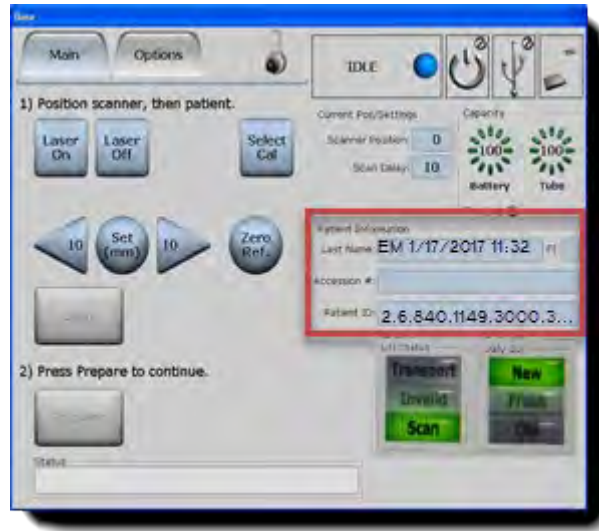 Main
Options
IDLE
1) Position scanner, then patient.
Laser On
Laser Off
Select Cal
Current Pos/Settings
Scanner Position 0
Scan Delay 10
Capacity
100
100
Battery
Tube
10
Set (mm)
10
Zero Ref.
Patient Information
Last Name EM 1/17/2017 11:32 FI
Accession #:
Patient ID: 2.6.840.1149.3000.3...
2) Press Prepare to continue.
Transport
Invalid
Scan
New
Status